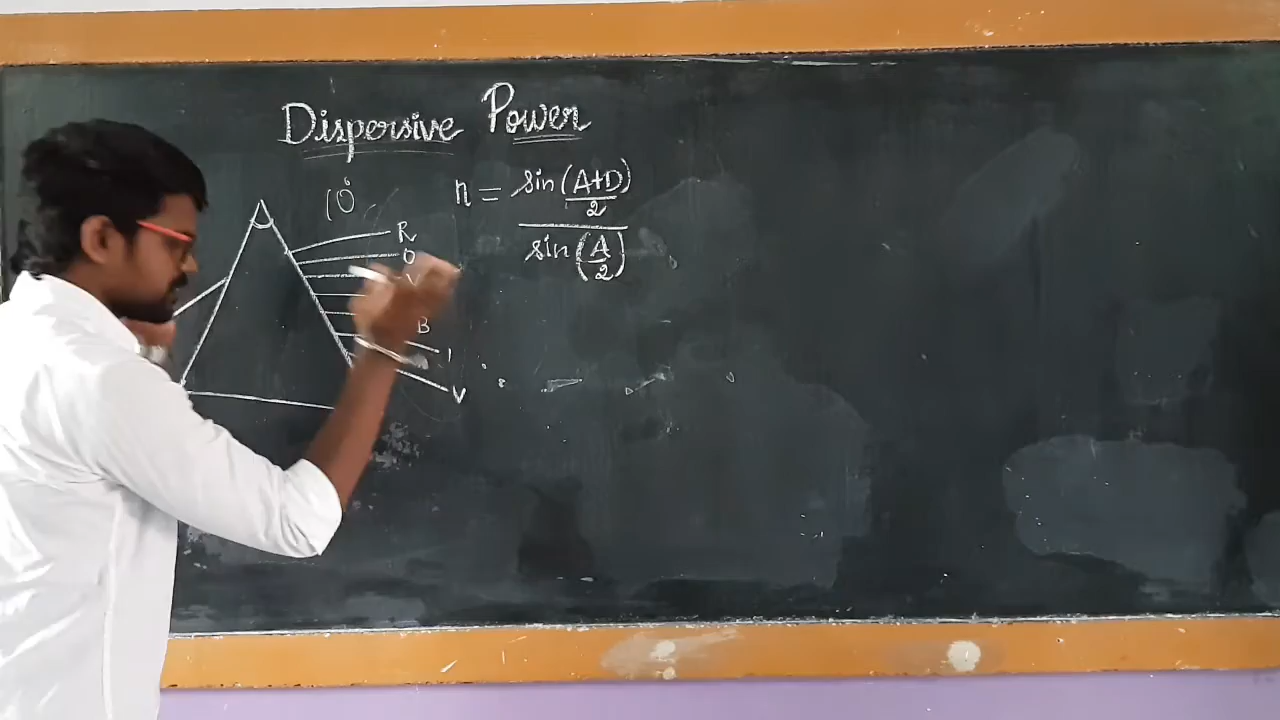 Dispersive Power
10°
n = sin(A+D/2)
sin(A/2)
R
O
B
I
V